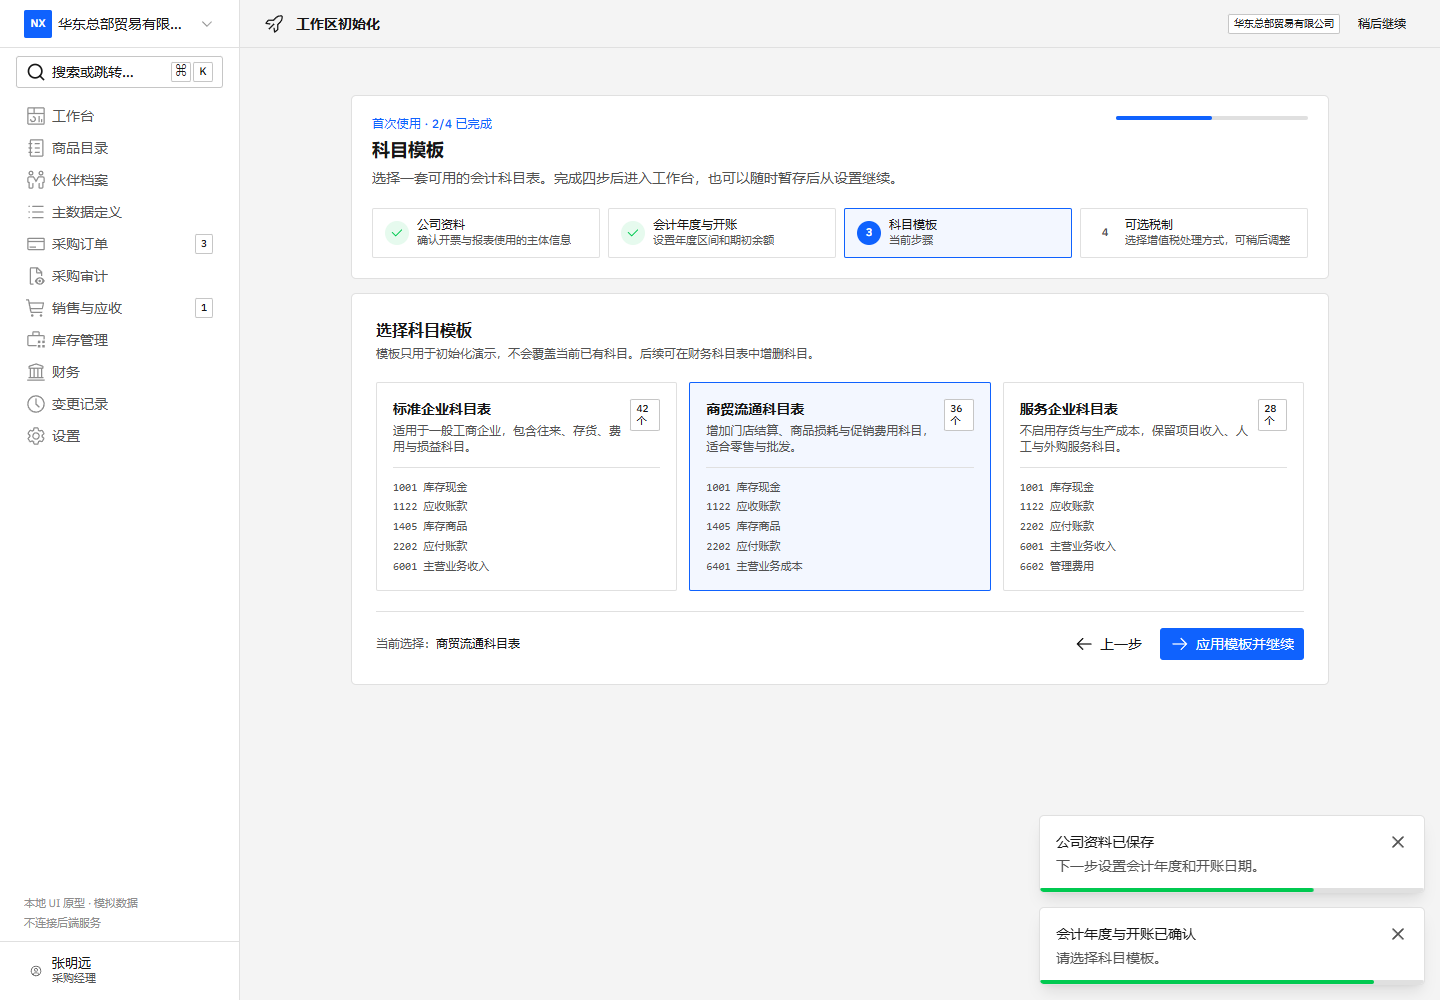 NX 华东总部贸易有限...
搜索或跳转... ⌘ K
工作台
商品目录
伙伴档案
主数据定义
采购订单 3
采购审计
销售与应收 1
库存管理
财务
变更记录
设置
本地 UI 原型 · 模拟数据
不连接后端服务
张明远
采购经理
工作区初始化
华东总部贸易有限公司 稍后继续
首次使用 · 2/4 已完成
科目模板
选择一套可用的会计科目表。完成四步后进入工作台，也可以随时暂存后从设置继续。
公司资料
确认开票与报表使用的主体信息
会计年度与开账
设置年度区间和期初余额
3 科目模板
当前步骤
4 可选税制
选择增值税处理方式，可稍后调整
选择科目模板
模板只用于初始化演示，不会覆盖当前已有科目。后续可在财务科目表中增删科目。
标准企业科目表
42
个
适用于一般工商企业，包含往来、存货、费
用与损益科目。
1001 库存现金
1122 应收账款
1405 库存商品
2202 应付账款
6001 主营业务收入
商贸流通科目表
36
个
增加门店结算、商品损耗与促销费用科目，
适合零售与批发。
1001 库存现金
1122 应收账款
1405 库存商品
2202 应付账款
6401 主营业务成本
服务企业科目表
28
个
不启用存货与生产成本，保留项目收入、人
工与外购服务科目。
1001 库存现金
1122 应收账款
2202 应付账款
6001 主营业务收入
6602 管理费用
当前选择：商贸流通科目表
上一步
应用模板并继续
公司资料已保存
下一步设置会计年度和开账日期。
会计年度与开账已确认
请选择科目模板。